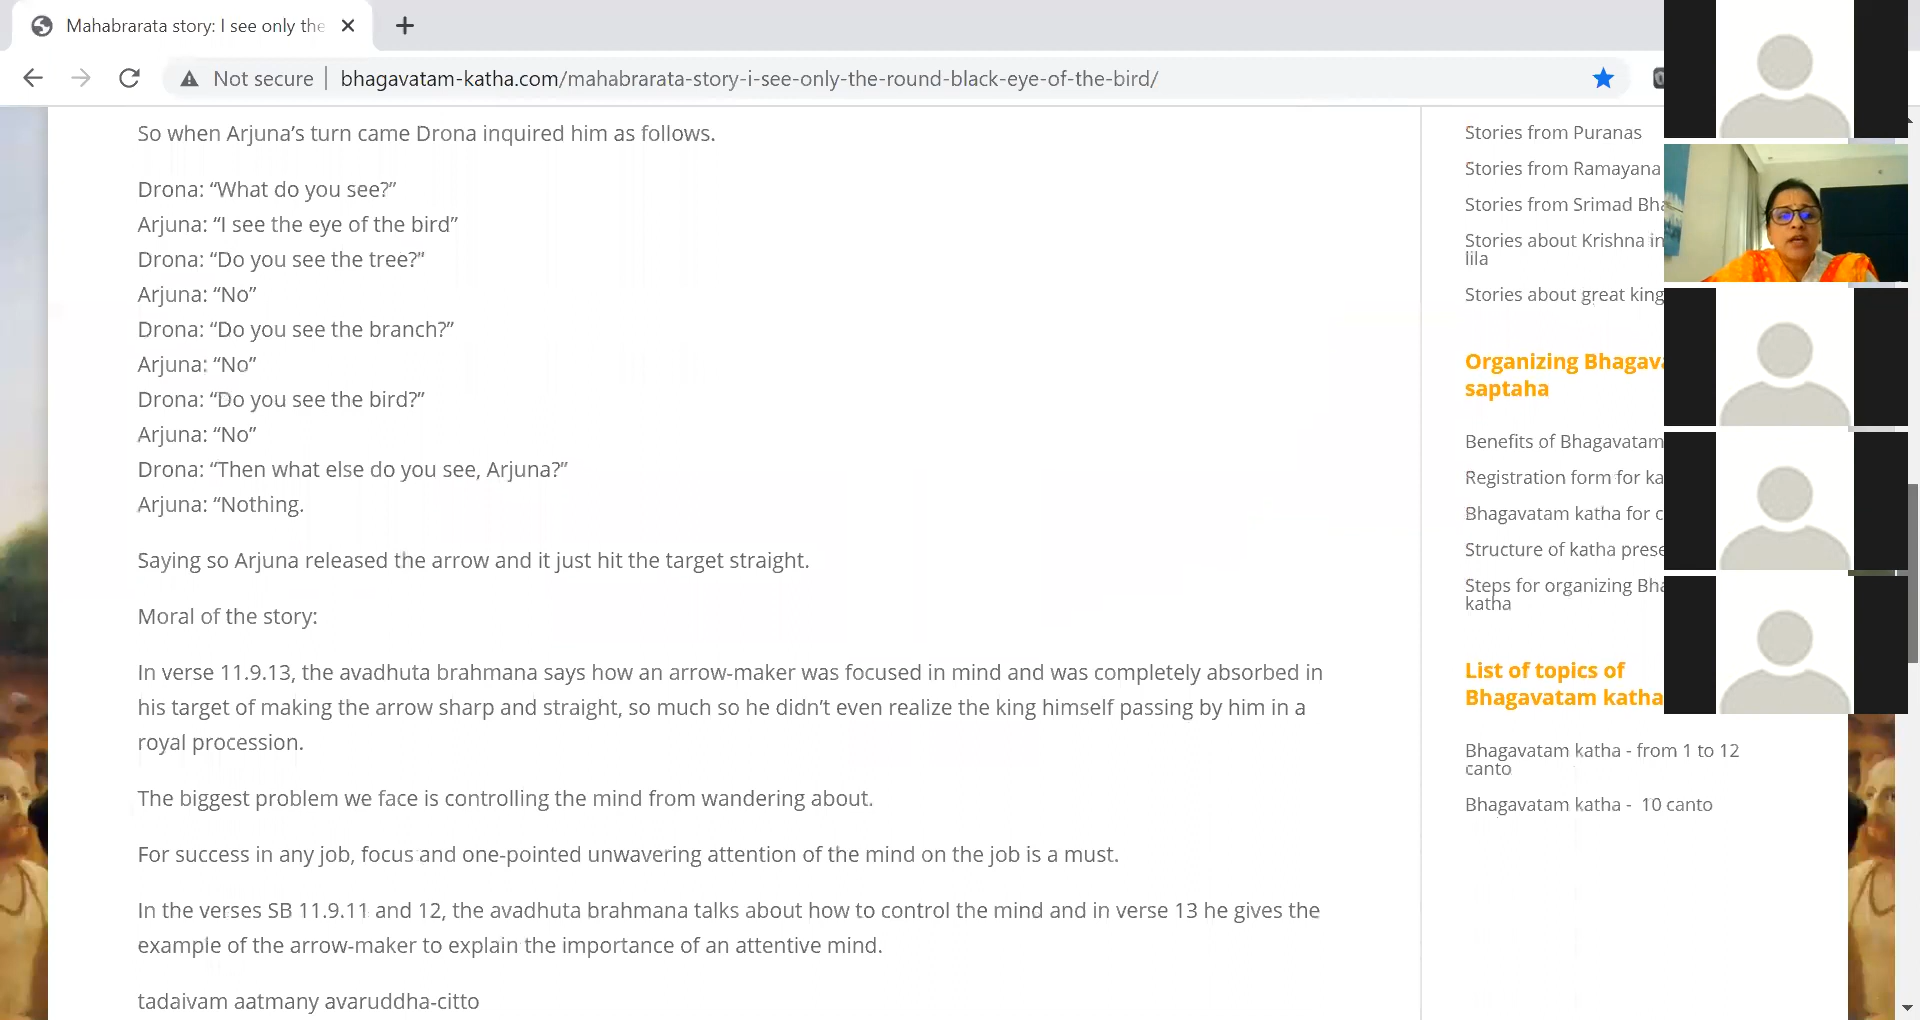 Mahabrarata story: I see only the
Not secure
bhagavatam-katha.com/mahabrarata-story-i-see-only-the-round-black-eye-of-the-bird/
So when Arjuna’s turn came Drona inquired him as follows.
Drona: “What do you see?”
Arjuna: “I see the eye of the bird”
Drona: “Do you see the tree?”
Arjuna: “No”
Drona: “Do you see the branch?”
Arjuna: “No”
Drona: “Do you see the bird?”
Arjuna: “No”
Drona: “Then what else do you see, Arjuna?”
Arjuna: “Nothing.
Saying so Arjuna released the arrow and it just hit the target straight.
Moral of the story:
In verse 11.9.13, the avadhuta brahmana says how an arrow-maker was focused in mind and was completely absorbed in
his target of making the arrow sharp and straight, so much so he didn’t even realize the king himself passing by him in a
royal procession.
The biggest problem we face is controlling the mind from wandering about.
For success in any job, focus and one-pointed unwavering attention of the mind on the job is a must.
In the verses SB 11.9.11 and 12, the avadhuta brahmana talks about how to control the mind and in verse 13 he gives the
example of the arrow-maker to explain the importance of an attentive mind.
tadaivam aatmany avaruddha-citto
Stories from Puranas
Stories from Ramayana
Stories from Srimad
Stories about Krishna in
lila
Stories about great
Organizing
saptaha
Benefits of Bhagavatam
Registration form for
Bhagavatam katha for
Structure of katha
Steps for organizing
katha
List of topics of
Bhagavatam katha
Bhagavatam katha - from 1 to 12
canto
Bhagavatam katha - 10 canto